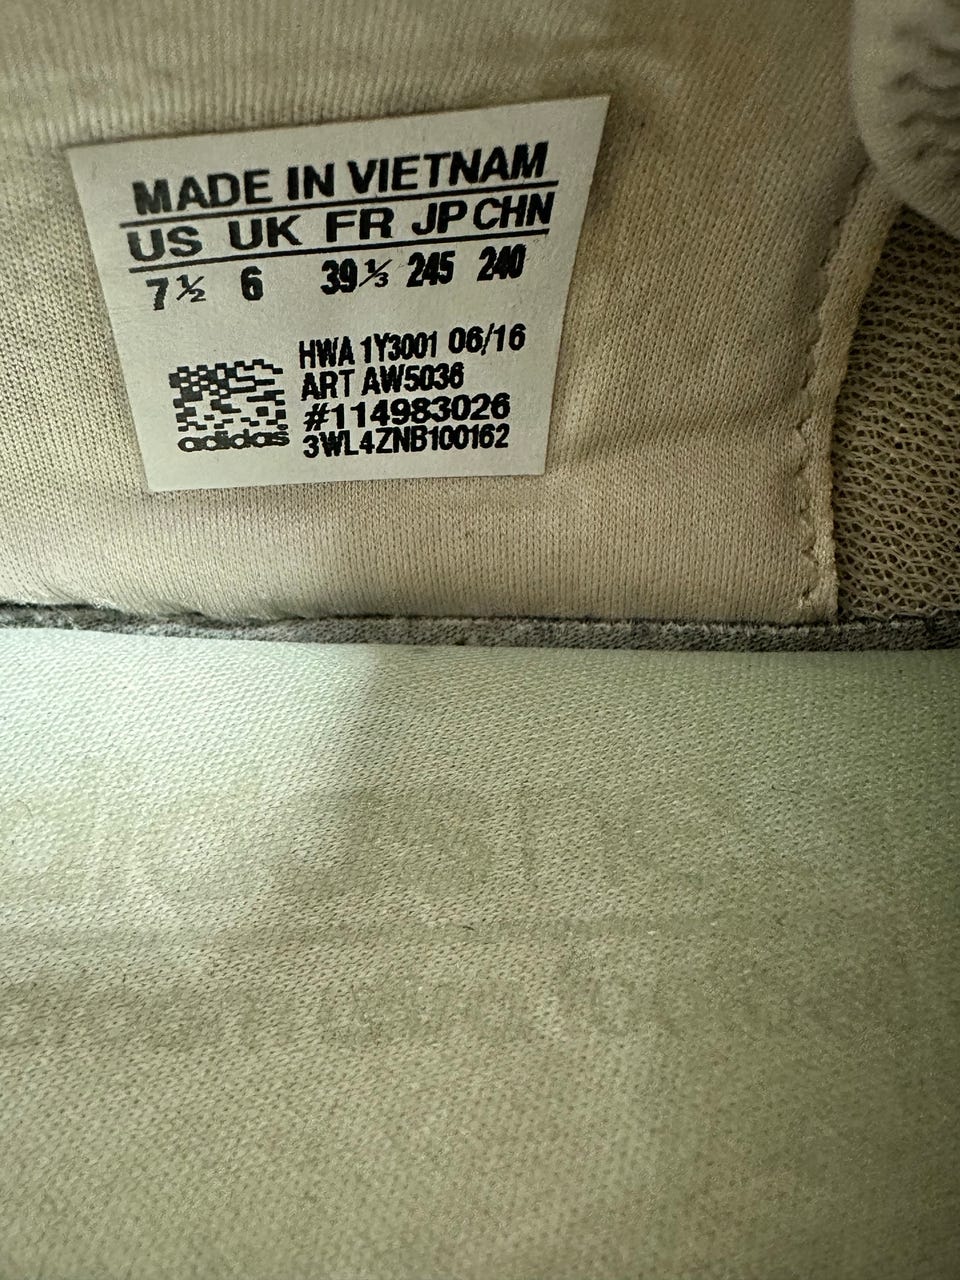 MADE IN VIETNAM
US UK FR JP CHN
7½ 6 39⅓ 245 240
HWA 1Y3001 06/16
ART AW5036
#114983026
adidas 3WL4ZNB100162